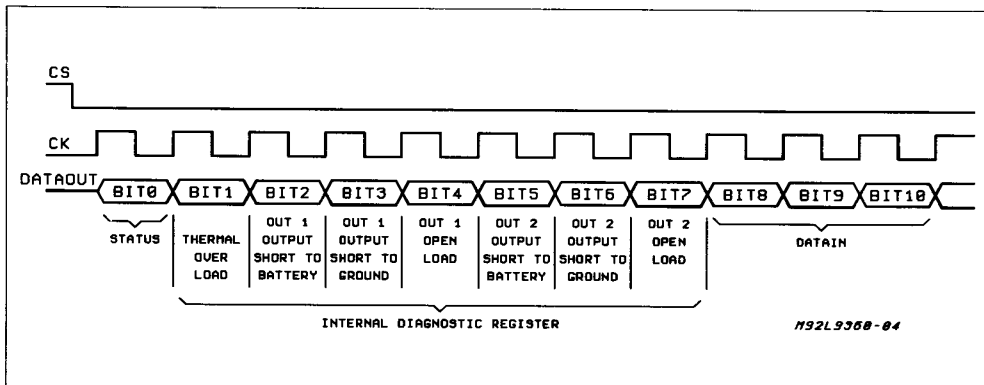 CS
CK
DATAOUT
BIT0 BIT1 BIT2 BIT3 BIT4 BIT5 BIT6 BIT7 BIT8 BIT9 BIT10
STATUS
THERMAL
OVER
LOAD
OUT 1
OUTPUT
SHORT TO
BATTERY
OUT 1
OUTPUT
SHORT TO
GROUND
OUT 1
OPEN
LOAD
OUT 2
OUTPUT
SHORT TO
BATTERY
OUT 2
OUTPUT
SHORT TO
GROUND
OUT 2
OPEN
LOAD
DATAIN
INTERNAL DIAGNOSTIC REGISTER
M92L9360-04